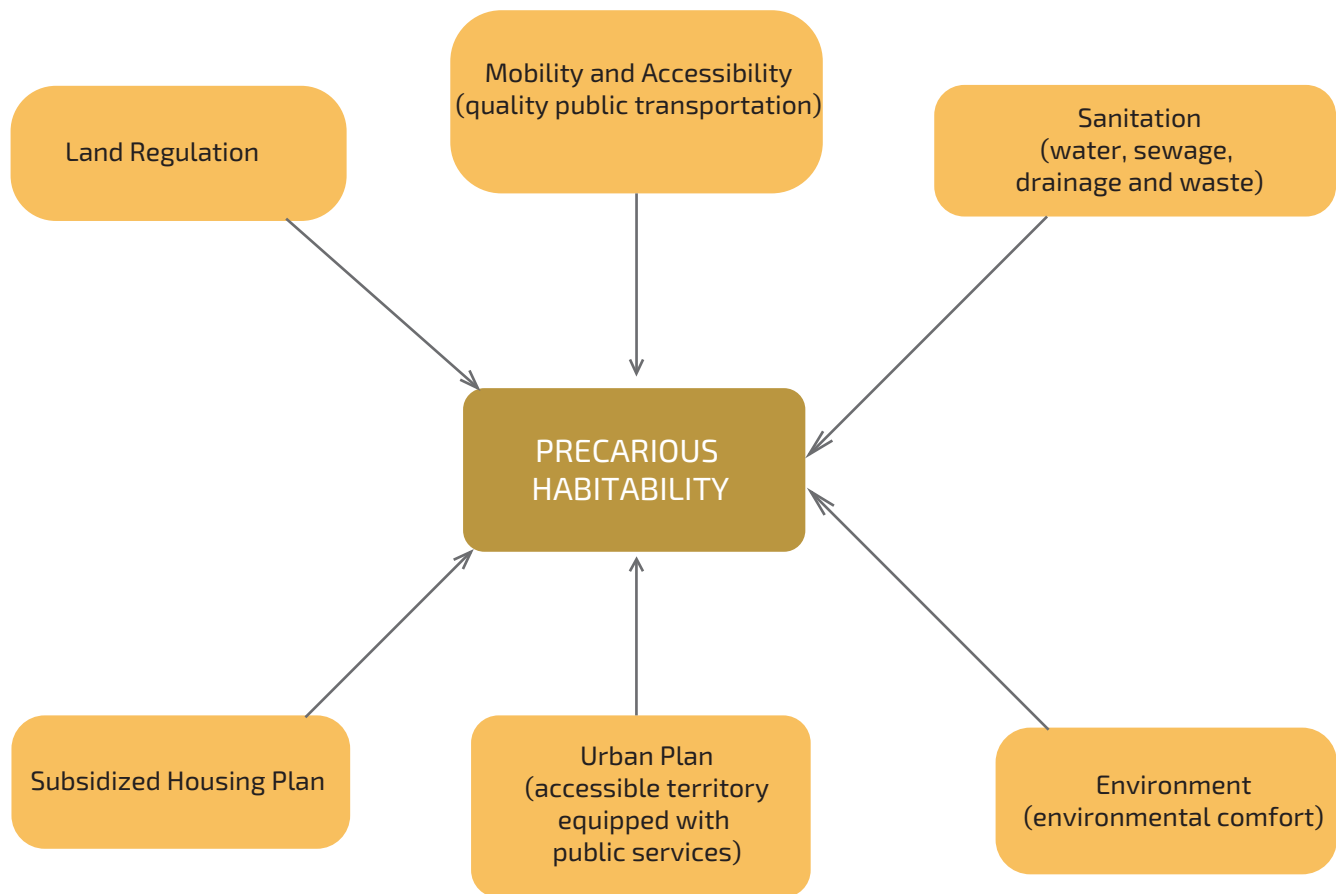 Mobility and Accessibility
(quality public transportation)
Land Regulation
Sanitation
(water, sewage,
drainage and waste)
PRECARIOUS
HABITABILITY
Subsidized Housing Plan
Urban Plan
(accessible territory
equipped with
public services)
Environment
(environmental comfort)